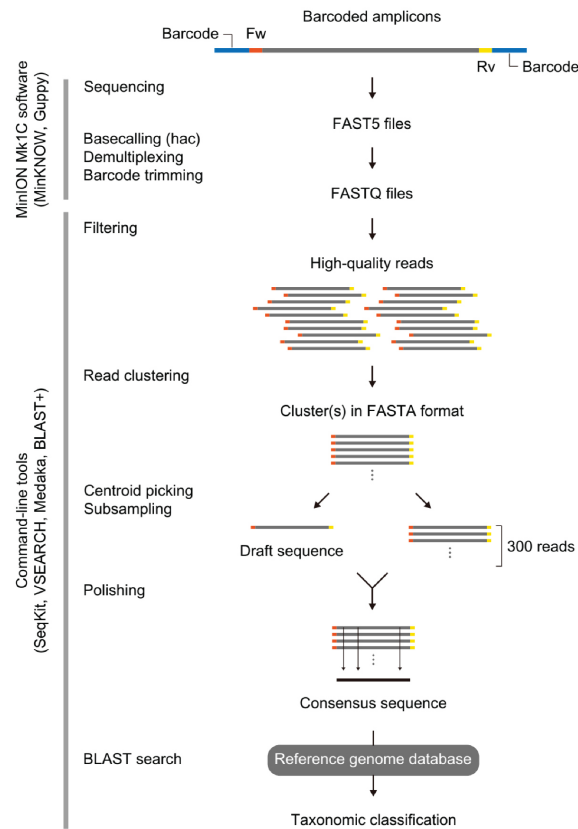 Barcoded amplicons
Barcode
Fw
Rv
Barcode
MinION Mk1C software
(MinKNOW, Guppy)
Sequencing
FAST5 files
Basecalling (hac)
Demultiplexing
Barcode trimming
FASTQ files
Command-line tools
(SeqKit, VSEARCH, Medaka, BLAST+)
Filtering
High-quality reads
Read clustering
Cluster(s) in FASTA format
Centroid picking
Subsampling
Draft sequence
300 reads
Polishing
Consensus sequence
BLAST search
Reference genome database
Taxonomic classification